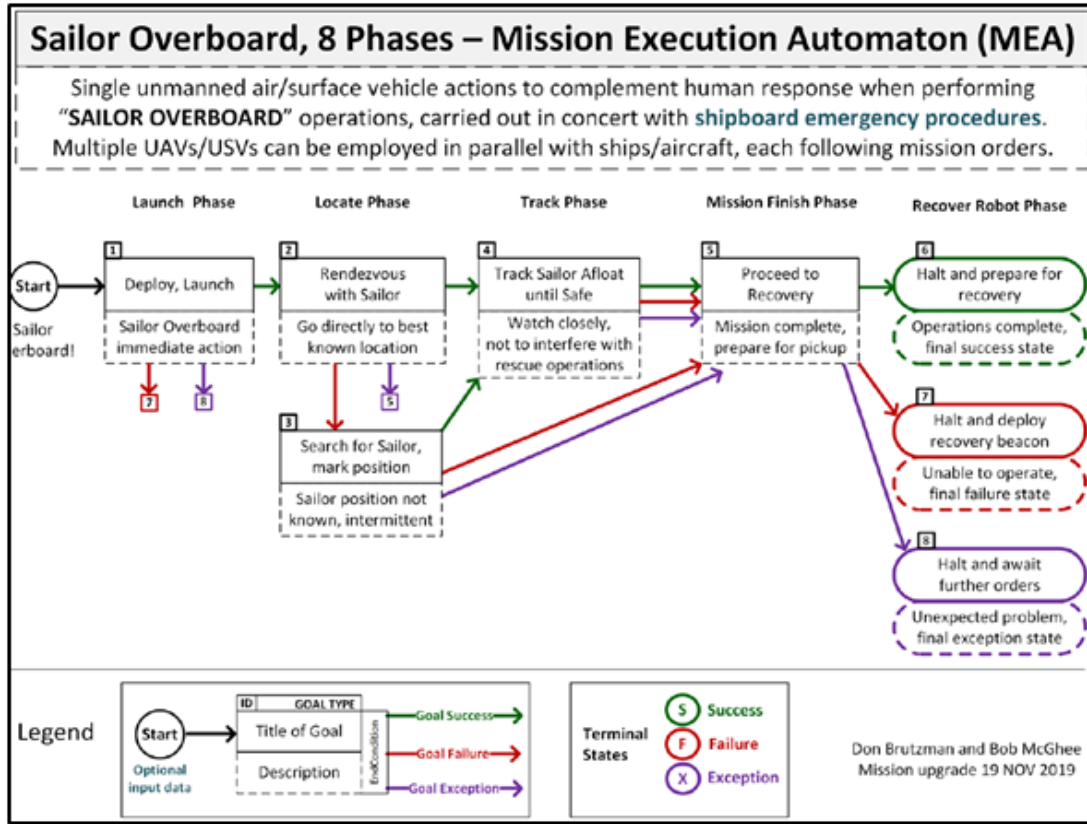 Sailor Overboard, 8 Phases – Mission Execution Automaton (MEA)
Single unmanned air/surface vehicle actions to complement human response when performing
“SAILOR OVERBOARD” operations, carried out in concert with shipboard emergency procedures.
Multiple UAVs/USVs can be employed in parallel with ships/aircraft, each following mission orders.
Launch Phase
Locate Phase
Track Phase
Mission Finish Phase
Recover Robot Phase
Start
Sailor
erboard!
1
Deploy, Launch
Sailor Overboard
immediate action
7
8
2
Rendezvous
with Sailor
Go directly to best
known location
5
3
Search for Sailor,
mark position
Sailor position not
known, intermittent
4
Track Sailor Afloat
until Safe
Watch closely,
not to interfere with
rescue operations
5
Proceed to
Recovery
Mission complete,
prepare for pickup
6
Halt and prepare for
recovery
Operations complete,
final success state
7
Halt and deploy
recovery beacon
Unable to operate,
final failure state
8
Halt and await
further orders
Unexpected problem,
final exception state
Legend
Start
Optional
input data
ID
GOAL TYPE
Title of Goal
Description
EndCondition
Goal Success
Goal Failure
Goal Exception
Terminal
States
S Success
F Failure
X Exception
Don Brutzman and Bob McGhee
Mission upgrade 19 NOV 2019